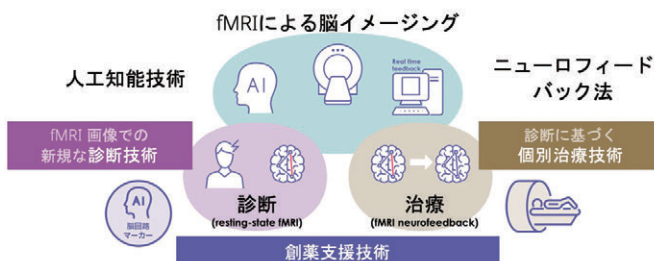 fMRIによる脳イメージング
人工知能技術
AI
Real time
feedback
ニューロフィード
バック法
fMRI 画像での
新規な診断技術
診断に基づく
個別治療技術
診断
(resting-state fMRI)
治療
(fMRI neurofeedback)
AI
脳回路
マーカー
創薬支援技術